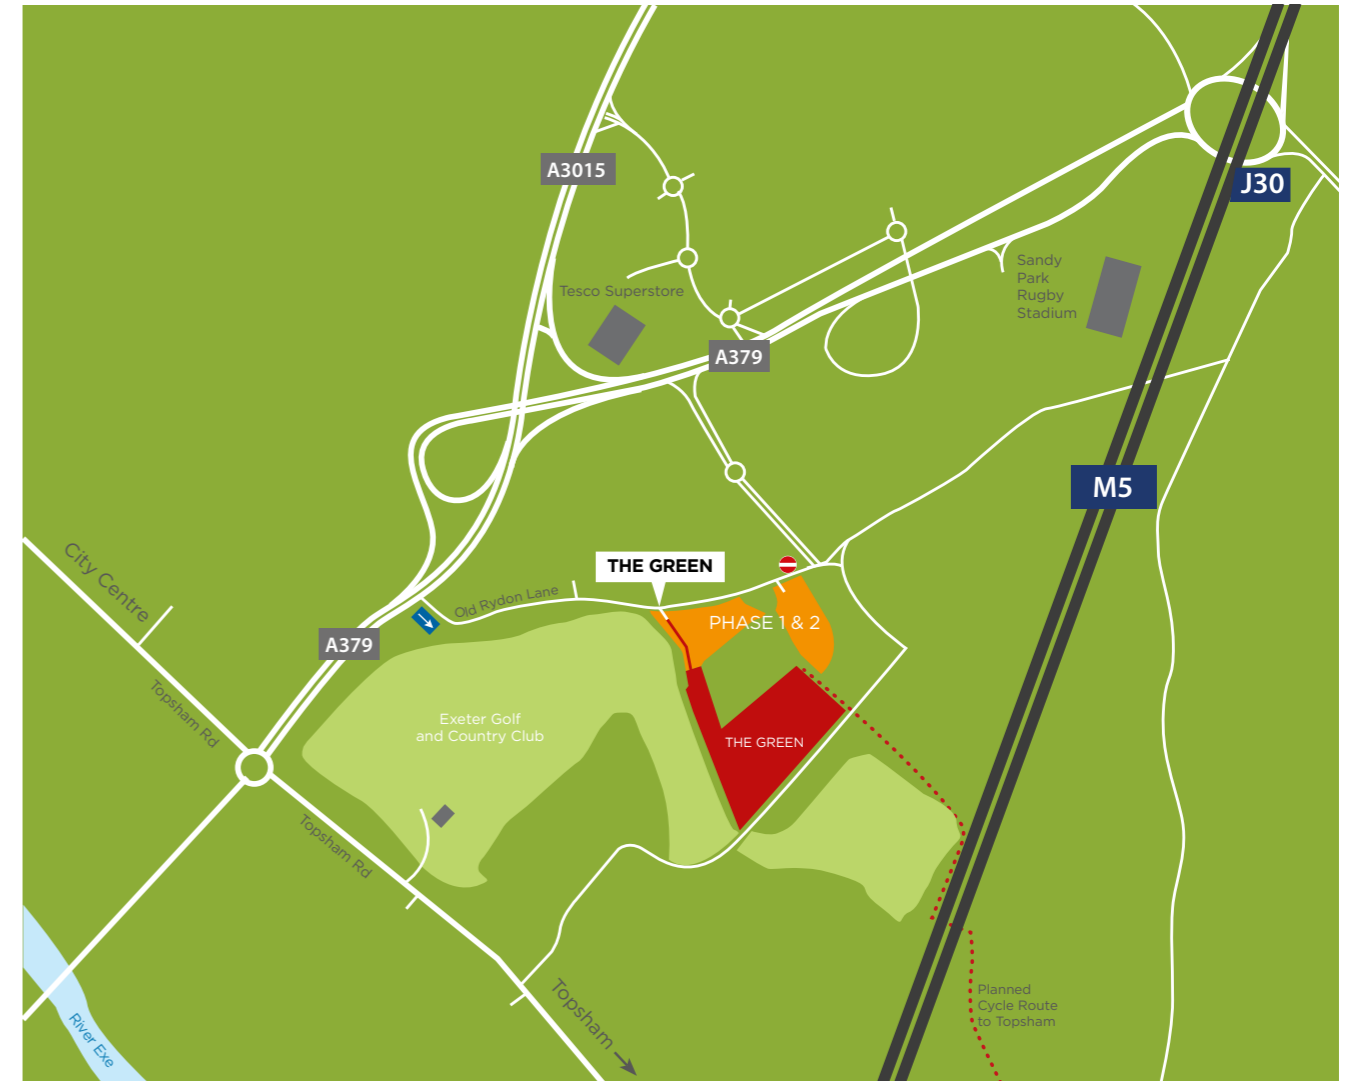 A3015
J30
Sandy
Park
Rugby
Stadium
Tesco Superstore
A379
M5
City Centre
THE GREEN
Old Rydon Lane
PHASE 1 & 2
A379
Topsham Rd
Exeter Golf
and Country Club
THE GREEN
Topsham Rd
Planned
Cycle Route
to Topsham
Topsham
River Exe